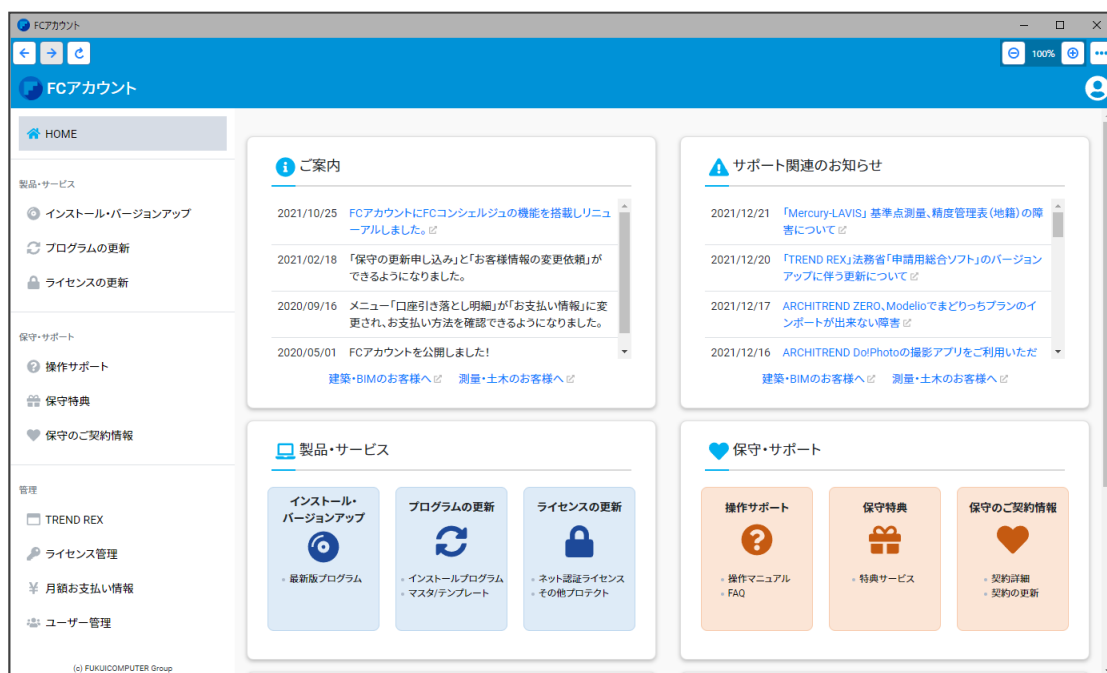 FCアカウント
100%
FCアカウント
HOME
製品・サービス
インストール・バージョンアップ
プログラムの更新
ライセンスの更新
保守・サポート
操作サポート
保守特典
保守のご契約情報
管理
TREND REX
ライセンス管理
月額お支払い情報
ユーザー管理
(c) FUKUICOMPUTER Group
ご案内
2021/10/25 FCアカウントにFCコンシェルジュの機能を搭載しリニュ
ーアルしました。
2021/02/18 「保守の更新申し込み」と「お客様情報の変更依頼」が
できるようになりました。
2020/09/16 メニュー「口座引き落とし明細」が「お支払い情報」に変
更され、お支払い方法を確認できるようになりました。
2020/05/01 FCアカウントを公開しました!
建築・BIMのお客様へ 測量・土木のお客様へ
サポート関連のお知らせ
2021/12/21 「Mercury-LAVIS」 基準点測量、精度管理表(地籍)の障
害について
2021/12/20 「TREND REX」法務省「申請用総合ソフト」のバージョン
アップに伴う更新について
2021/12/17 ARCHITREND ZERO、Modelioでまどりっちプランのイ
ンポートが出来ない障害
2021/12/16 ARCHITREND Do!Photoの撮影アプリをご利用いただ
建築・BIMのお客様へ 測量・土木のお客様へ
製品・サービス
インストール・
バージョンアップ
最新版プログラム
プログラムの更新
インストールプログラム
マスタ/テンプレート
ライセンスの更新
ネット認証ライセンス
その他プロテクト
保守・サポート
操作サポート
操作マニュアル
FAQ
保守特典
特典サービス
保守のご契約情報
契約詳細
契約の更新